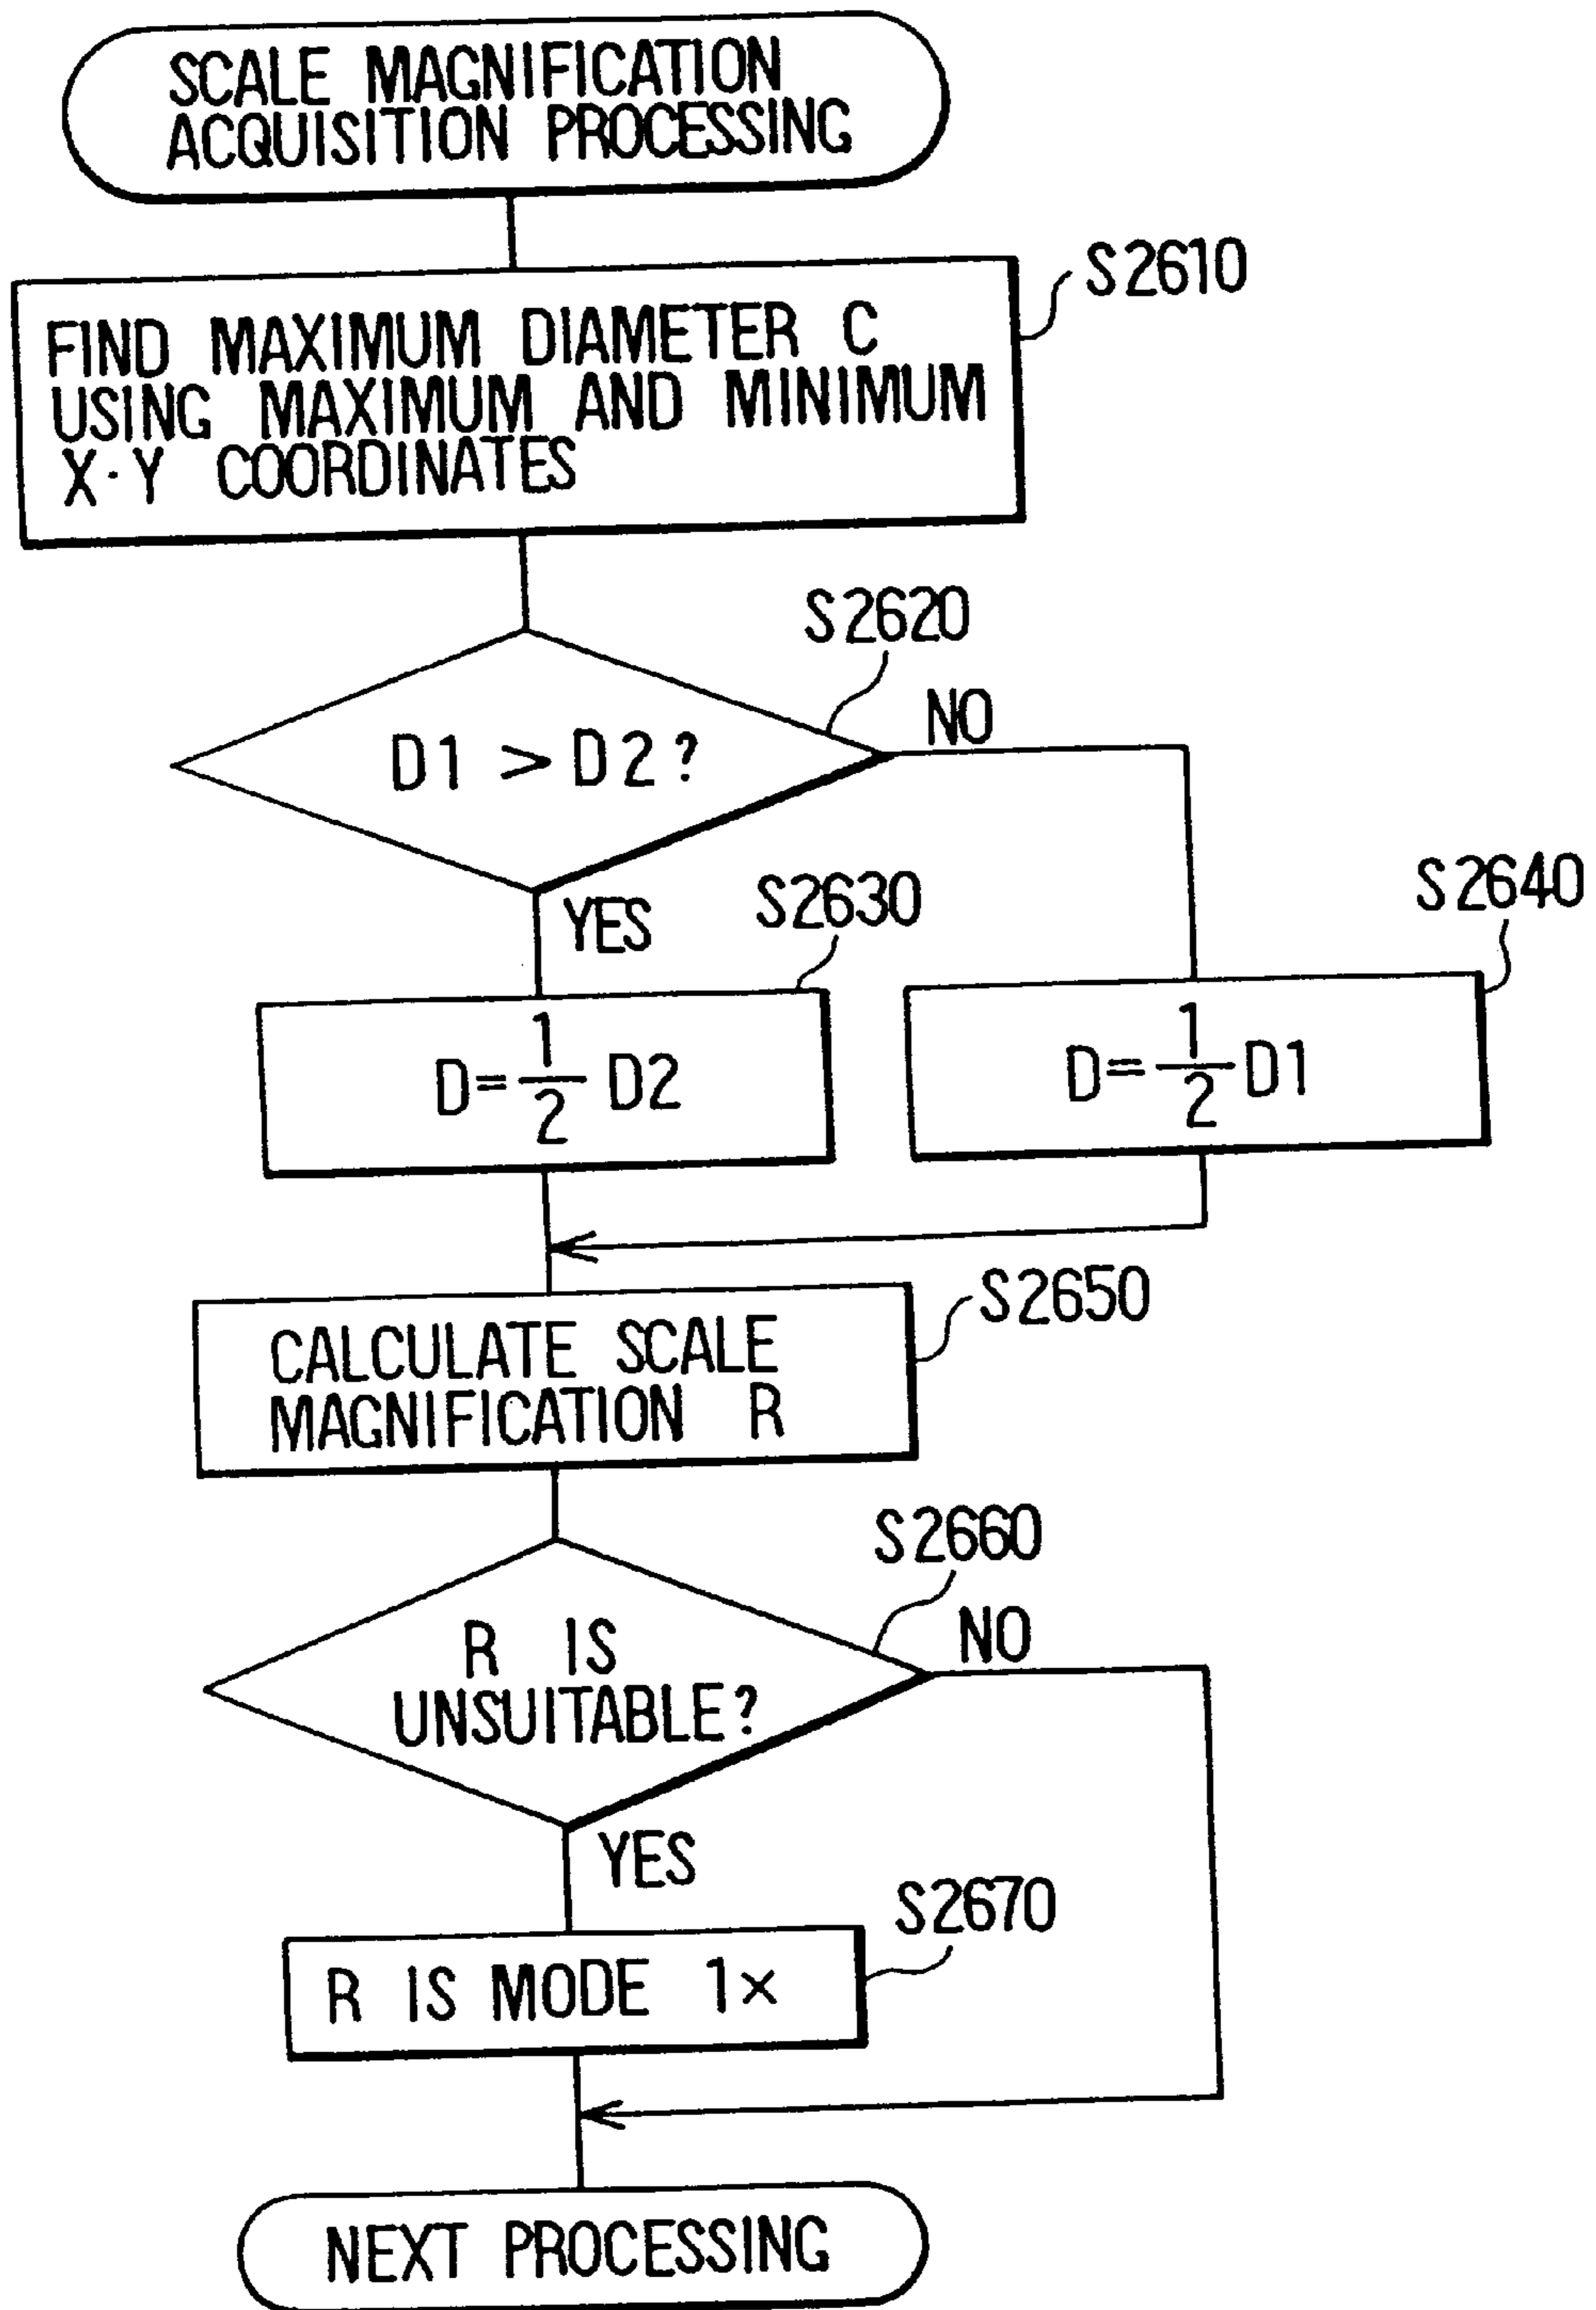 SCALE MAGNIFICATION
ACQUISITION PROCESSING
S2610
FIND MAXIMUM DIAMETER C
USING MAXIMUM AND MINIMUM
X·Y COORDINATES
S2620
D1 > D2?
NO
YES
S2630
D=1/2 D2
S2640
D=1/2 D1
S2650
CALCULATE SCALE
MAGNIFICATION R
S2660
R IS
UNSUITABLE?
NO
YES
S2670
R IS MODE 1×
NEXT PROCESSING